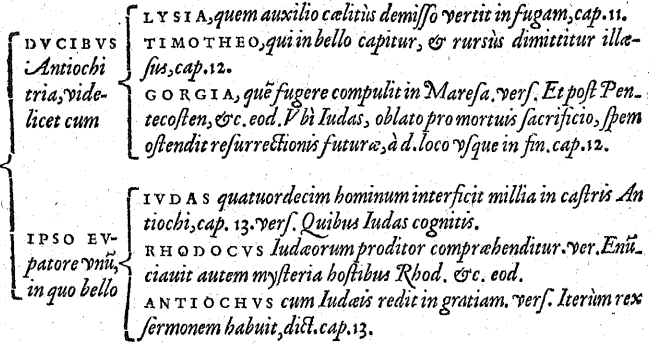 DVCIBVS
Antiochi
tria, vide-
licet cum
LYSIA, quem auxilio cælitùs demisso vertit in fugam, cap. 11.
TIMOTHEO, qui in bello capitur, & rursùs dimittitur illæ-
sus, cap. 12.
GORGIA, quē fugere compulit in Maresa. vers. Et post Pen-
tecosten, &c. eod. Vbì Iudas, oblato pro mortuis sacrificio, spem
ostendit resurrectionis futuræ, à d. loco vsque in fin. cap. 12.
IPSO EV-
patore vnū,
in quo bello
IVDAS quatuordecim hominum interficit millia in castris An
tiochi, cap. 13. vers. Quibus Iudas cognitis.
RHODOCVS Iudæorum proditor compræhenditur. ver. Enū-
ciauit autem mysteria hostibus Rhod. &c. eod.
ANTIOCHVS cum Iudæis redit in gratiam. vers. Iterùm rex
sermonem habuit, dict. cap. 13.